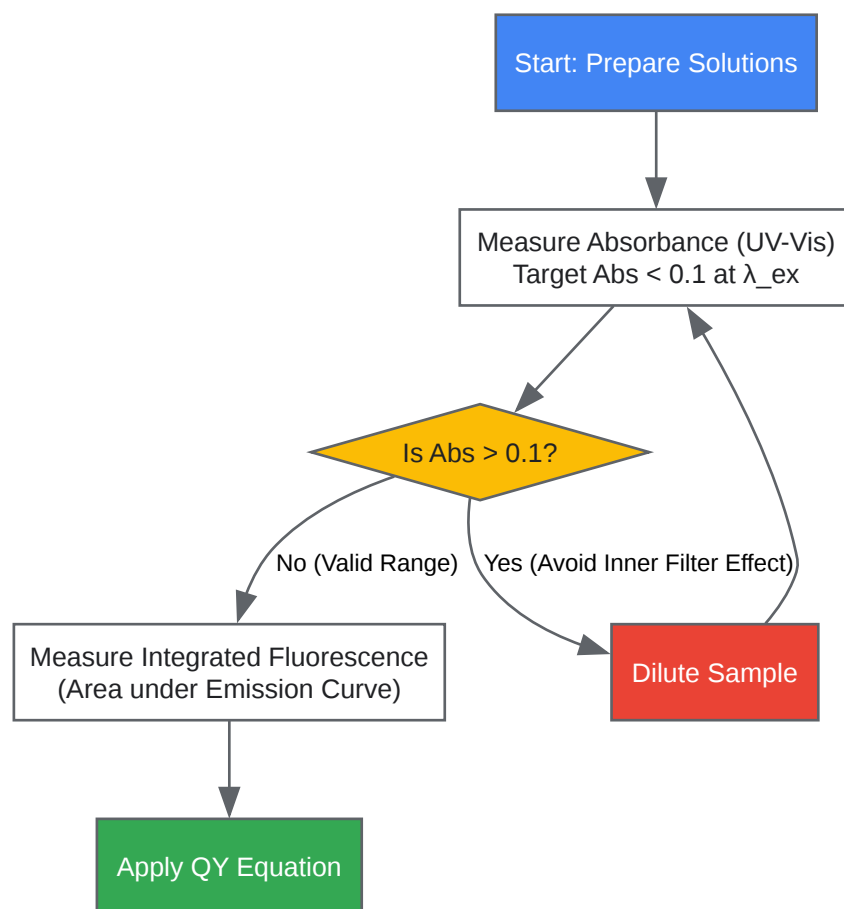 Start: Prepare Solutions
Measure Absorbance (UV-Vis)
Target Abs < 0.1 at λ_ex
Is Abs > 0.1?
No (Valid Range)
Yes (Avoid Inner Filter Effect)
Measure Integrated Fluorescence
(Area under Emission Curve)
Dilute Sample
Apply QY Equation